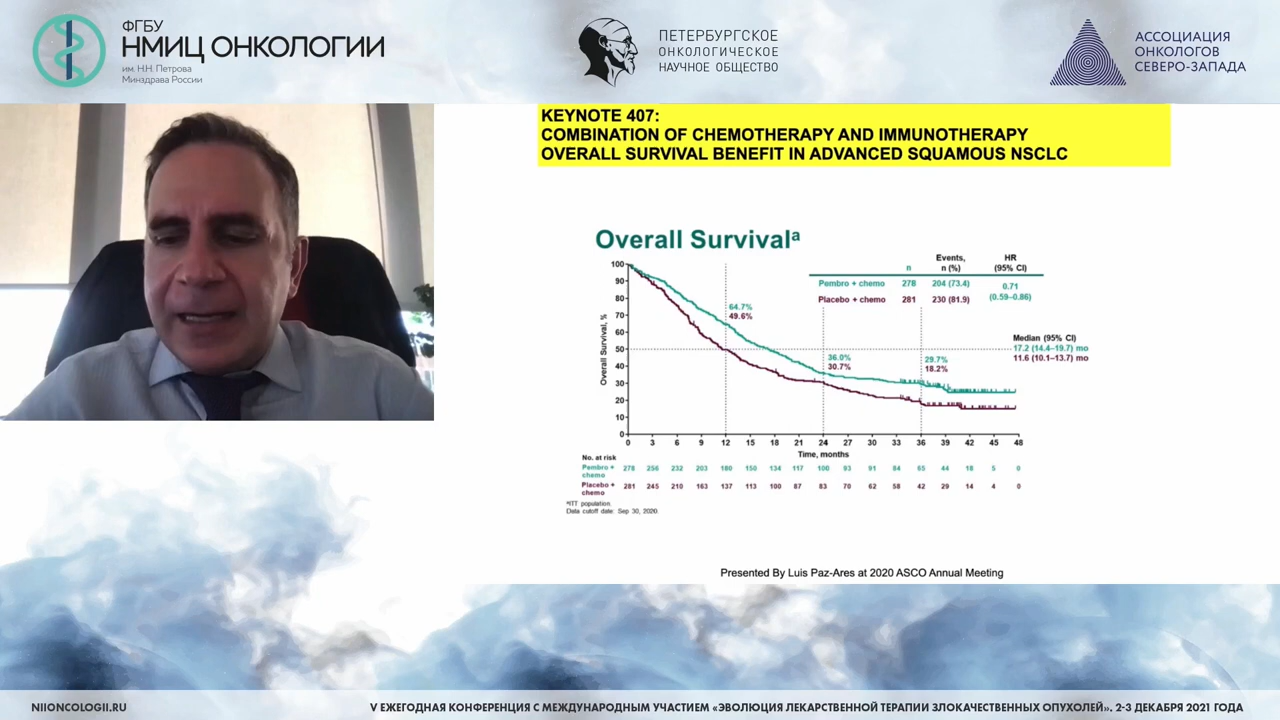 ФГБУ
НМИЦ ОНКОЛОГИИ
им. Н.Н. Петрова
Минздрава России
ПЕТЕРБУРГСКОЕ
ОНКОЛОГИЧЕСКОЕ
НАУЧНОЕ ОБЩЕСТВО
АССОЦИАЦИЯ
ОНКОЛОГОВ
СЕВЕРО-ЗАПАДА
KEYNOTE 407:
COMBINATION OF CHEMOTHERAPY AND IMMUNOTHERAPY
OVERALL SURVIVAL BENEFIT IN ADVANCED SQUAMOUS NSCLC
Overall Survivalª
n Events, n (%) HR (95% CI)
Pembro + chemo 278 204 (73.4) 0.71 (0.59–0.86)
Placebo + chemo 281 230 (81.9)
Median (95% CI)
17.2 (14.4–19.7) mo
11.6 (10.1–13.7) mo
64.7%
49.6%
36.0%
30.7%
29.7%
18.2%
Overall Survival, %
100
90
80
70
60
50
40
30
20
10
0
0 3 6 9 12 15 18 21 24 27 30 33 36 39 42 45 48
Time, months
No. at risk
Pembro + chemo 278 256 232 203 180 150 134 117 100 93 91 84 65 44 18 5 0
Placebo + chemo 281 245 210 163 137 113 100 87 83 70 62 58 42 29 14 4 0
ªITT population.
Data cutoff date: Sep 30, 2020.
Presented By Luis Paz-Ares at 2020 ASCO Annual Meeting
NIIONCOLOGII.RU
V ЕЖЕГОДНАЯ КОНФЕРЕНЦИЯ С МЕЖДУНАРОДНЫМ УЧАСТИЕМ «ЭВОЛЮЦИЯ ЛЕКАРСТВЕННОЙ ТЕРАПИИ ЗЛОКАЧЕСТВЕННЫХ ОПУХОЛЕЙ». 2-3 ДЕКАБРЯ 2021 ГОДА